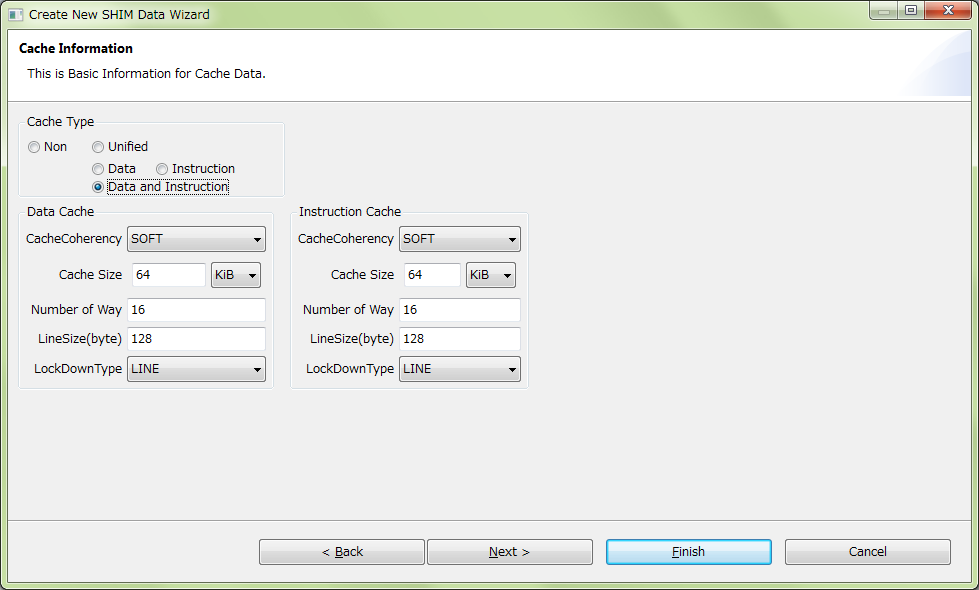 Create New SHIM Data Wizard
Cache Information
This is Basic Information for Cache Data.
Cache Type
Non Unified
Data Instruction
Data and Instruction
Data Cache
CacheCoherency SOFT
Cache Size 64 KiB
Number of Way 16
LineSize(byte) 128
LockDownType LINE
Instruction Cache
CacheCoherency SOFT
Cache Size 64 KiB
Number of Way 16
LineSize(byte) 128
LockDownType LINE
< Back Next > Finish Cancel